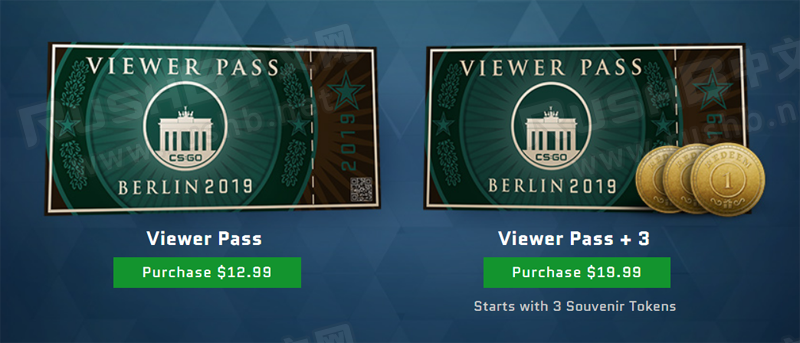 VIEWER PASS
CS:GO
BERLIN 2019
2019
VIEWER PASS
CS:GO
BERLIN 2019
2019
REDEEM
1
Viewer Pass
Purchase $12.99
Viewer Pass + 3
Purchase $19.99
Starts with 3 Souvenir Tokens